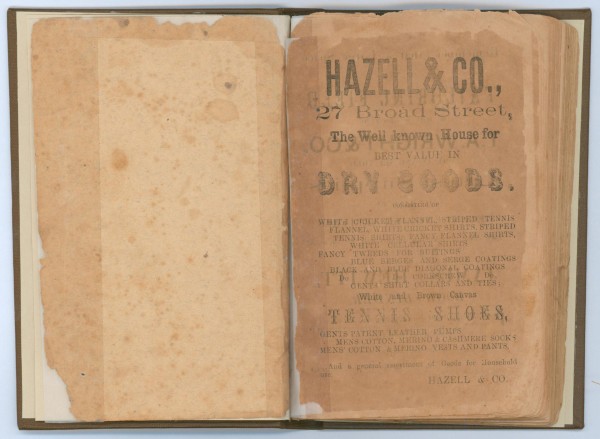 HAZELL & CO.,
27 Broad Street,
The Well known House for
BEST VALUE IN
DRY GOODS.
WHITE CRICKET FLANNEL, STRIPED TENNIS
FLANNEL, WHITE CRICKET SHIRTS, STRIPED
TENNIS SHIRTS, FANCY FLANNEL SHIRTS,
WHITE CELLULAR SHIRTS
FANCY TWEEDS FOR SUITINGS
BLUE SERGES AND SERGE COATINGS
BLACK AND BLUE DIAGONAL COATINGS
GENTS SHIRT COLLARS AND TIES;
White and Brown Canvas
TENNIS SHOES,
GENTS PATENT LEATHER PUMPS
MENS COTTON, MERINO & CASHMERE SOCKS
MENS COTTON & MERINO VESTS AND PANTS,
And a general assortment of Goods for Household
use.
HAZELL & CO.